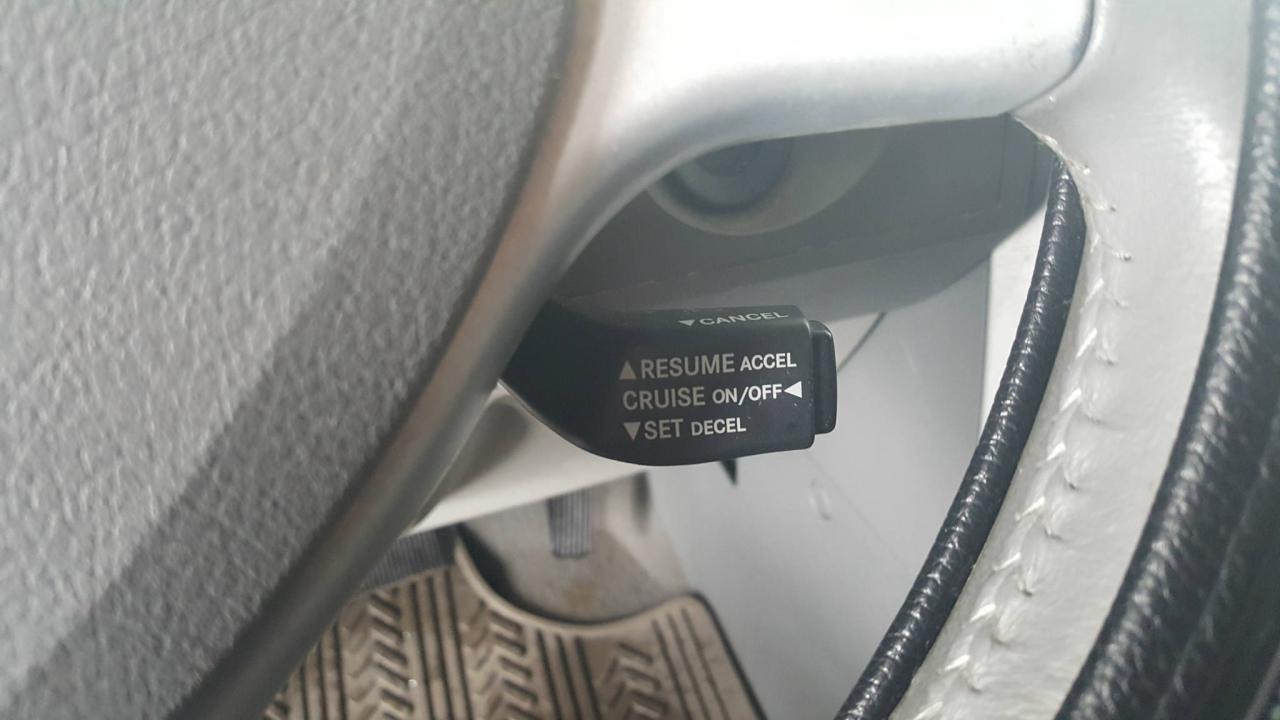 ▼CANCEL
▲RESUME ACCEL
CRUISE ON/OFF◀
▼SET DECEL